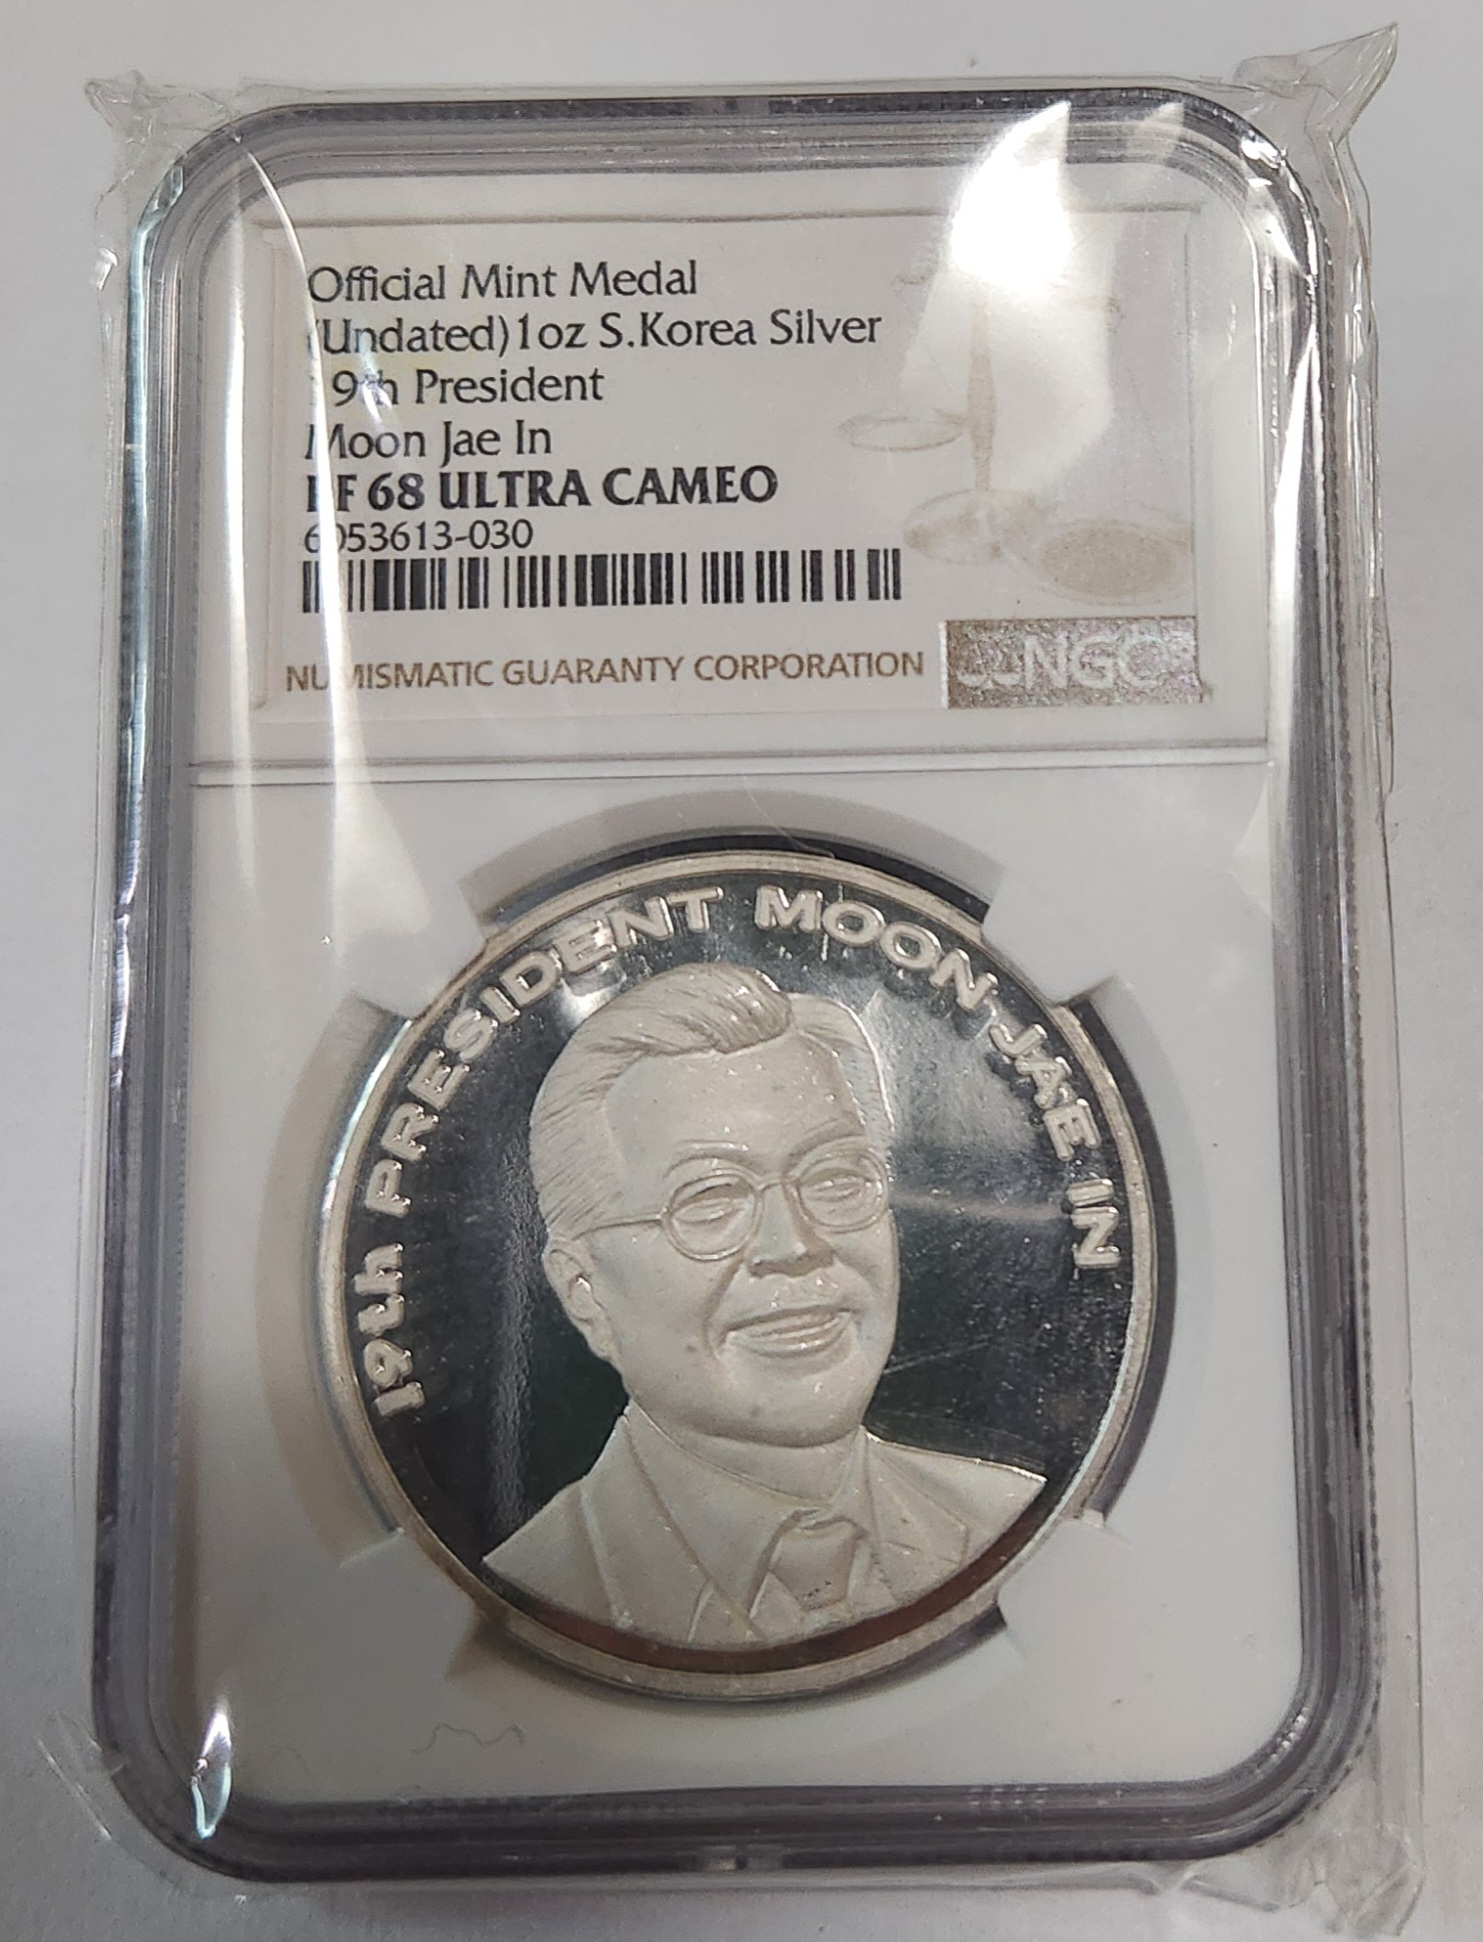 Official Mint Medal
(Undated) 1oz S.Korea Silver
19th President
Moon Jae In
PF 68 ULTRA CAMEO
6053613-030
NUMISMATIC GUARANTY CORPORATION
NGC
19th PRESIDENT MOON JAE IN